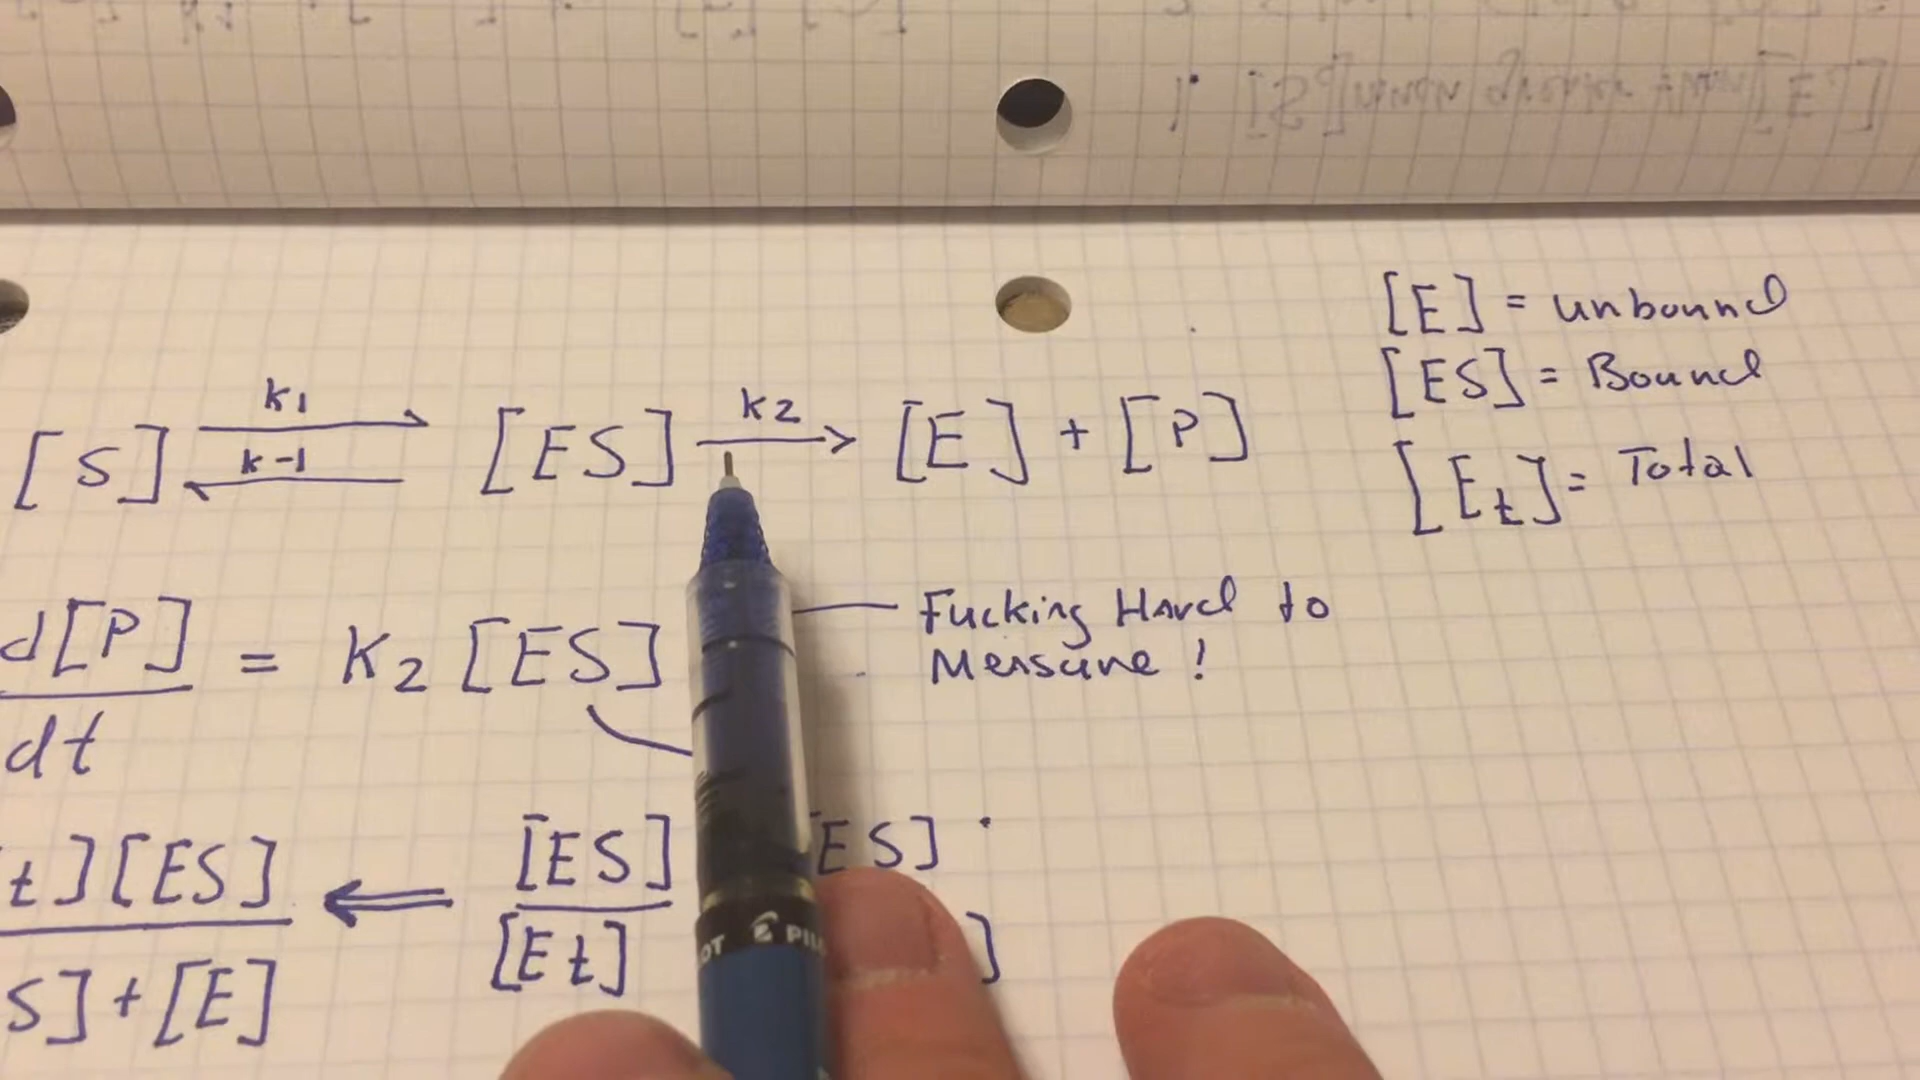 [E] = unbound
[ES] = Bound
[Et] = Total
[S] k1 k-1 [ES] k2 [E] + [P]
d[P] / dt = K2 [ES]
Fucking Hard to
Measure !
t][ES] / S]+[E] ⇐ [ES] / [Et] ES] / ]
PIL